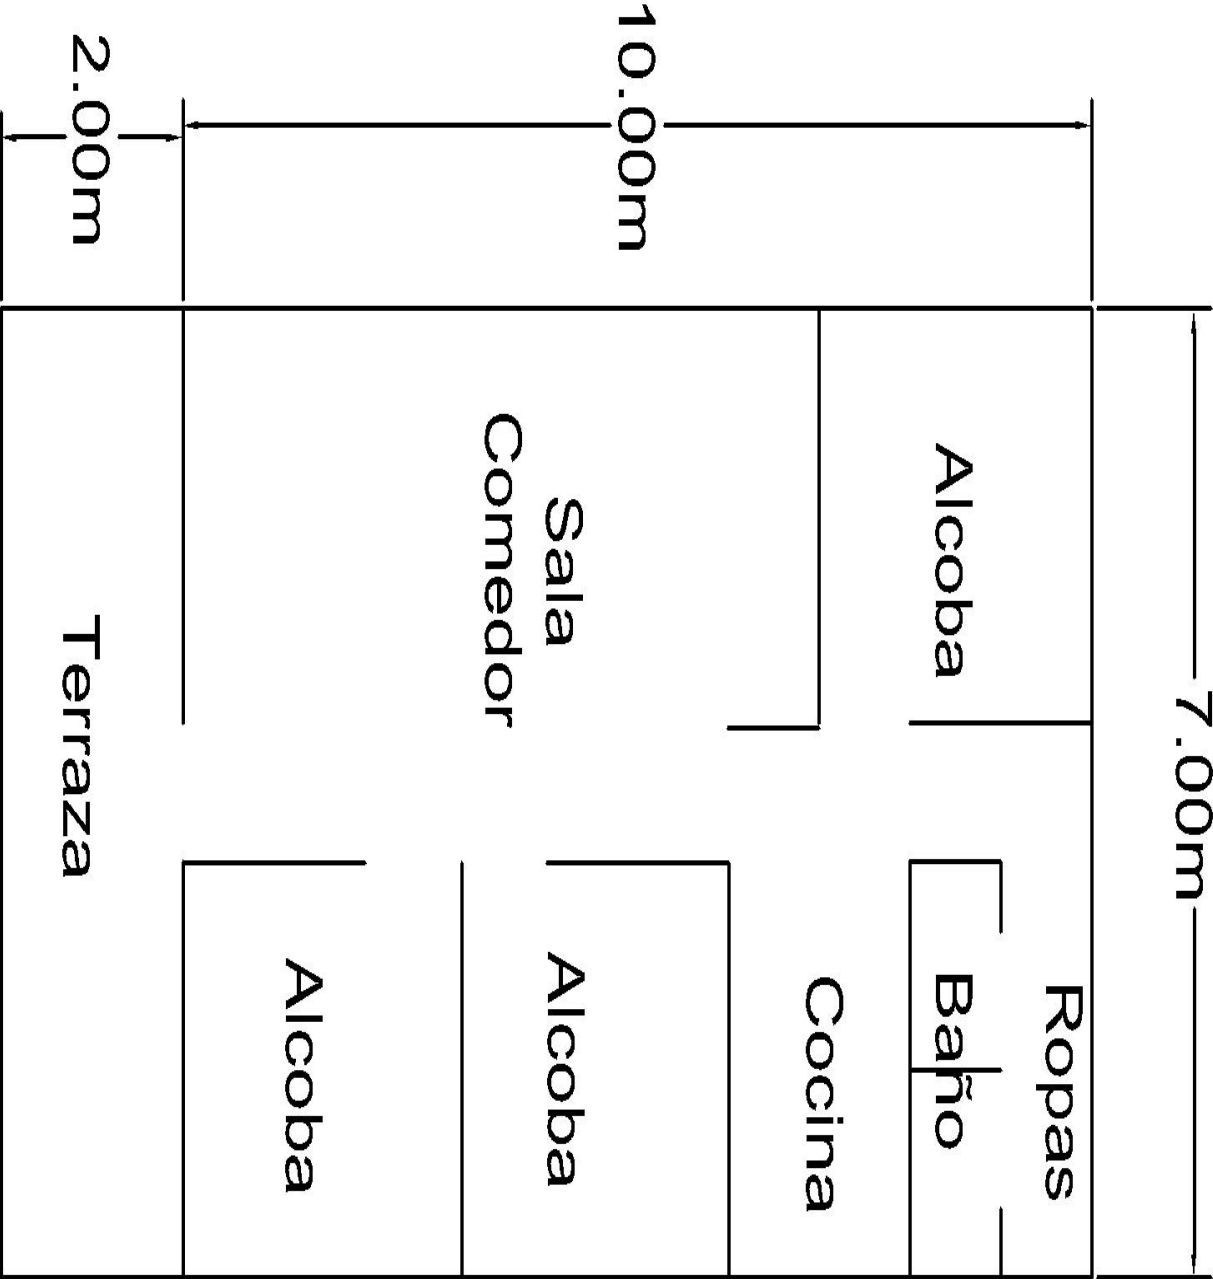 7.00m
10.00m
2.00m
Alcoba
Ropas
Baño
Cocina
Sala
Comedor
Alcoba
Alcoba
Terraza